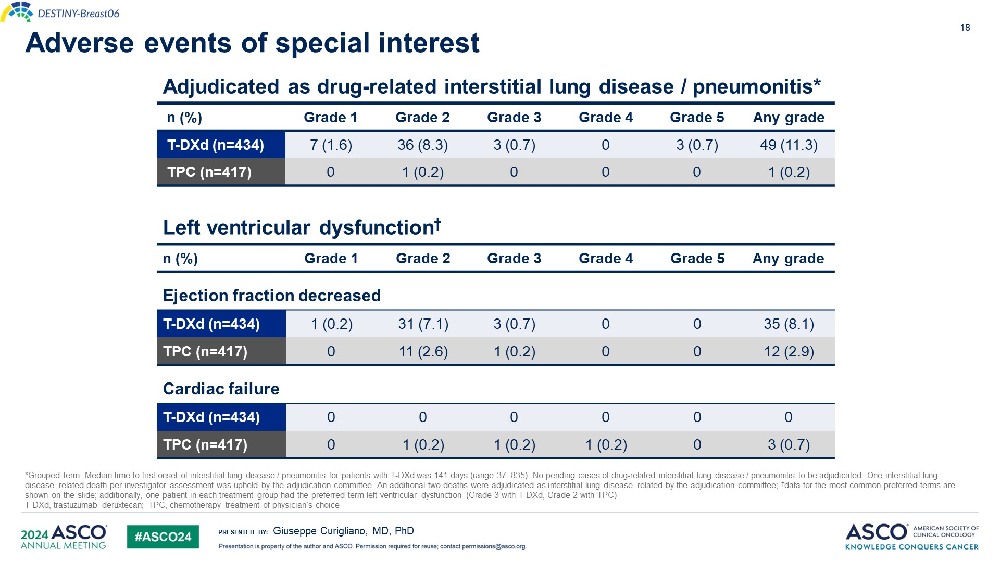 DESTINY-Breast06
18
Adverse events of special interest
Adjudicated as drug-related interstitial lung disease / pneumonitis*
n (%) Grade 1 Grade 2 Grade 3 Grade 4 Grade 5 Any grade
T-DXd (n=434) 7 (1.6) 36 (8.3) 3 (0.7) 0 3 (0.7) 49 (11.3)
TPC (n=417) 0 1 (0.2) 0 0 0 1 (0.2)
Left ventricular dysfunction†
n (%) Grade 1 Grade 2 Grade 3 Grade 4 Grade 5 Any grade
Ejection fraction decreased
T-DXd (n=434) 1 (0.2) 31 (7.1) 3 (0.7) 0 0 35 (8.1)
TPC (n=417) 0 11 (2.6) 1 (0.2) 0 0 12 (2.9)
Cardiac failure
T-DXd (n=434) 0 0 0 0 0 0
TPC (n=417) 0 1 (0.2) 1 (0.2) 1 (0.2) 0 3 (0.7)
*Grouped term. Median time to first onset of interstitial lung disease / pneumonitis for patients with T-DXd was 141 days (range 37–835). No pending cases of drug-related interstitial lung disease / pneumonitis to be adjudicated. One interstitial lung
disease–related death per investigator assessment was upheld by the adjudication committee. An additional two deaths were adjudicated as interstitial lung disease–related by the adjudication committee; †data for the most common preferred terms are
shown on the slide; additionally, one patient in each treatment group had the preferred term left ventricular dysfunction (Grade 3 with T-DXd, Grade 2 with TPC)
T-DXd, trastuzumab deruxtecan; TPC, chemotherapy treatment of physician's choice
2024 ASCO®
ANNUAL MEETING
#ASCO24
PRESENTED BY: Giuseppe Curigliano, MD, PhD
Presentation is property of the author and ASCO. Permission required for reuse; contact permissions@asco.org.
ASCO® AMERICAN SOCIETY OF
CLINICAL ONCOLOGY
KNOWLEDGE CONQUERS CANCER